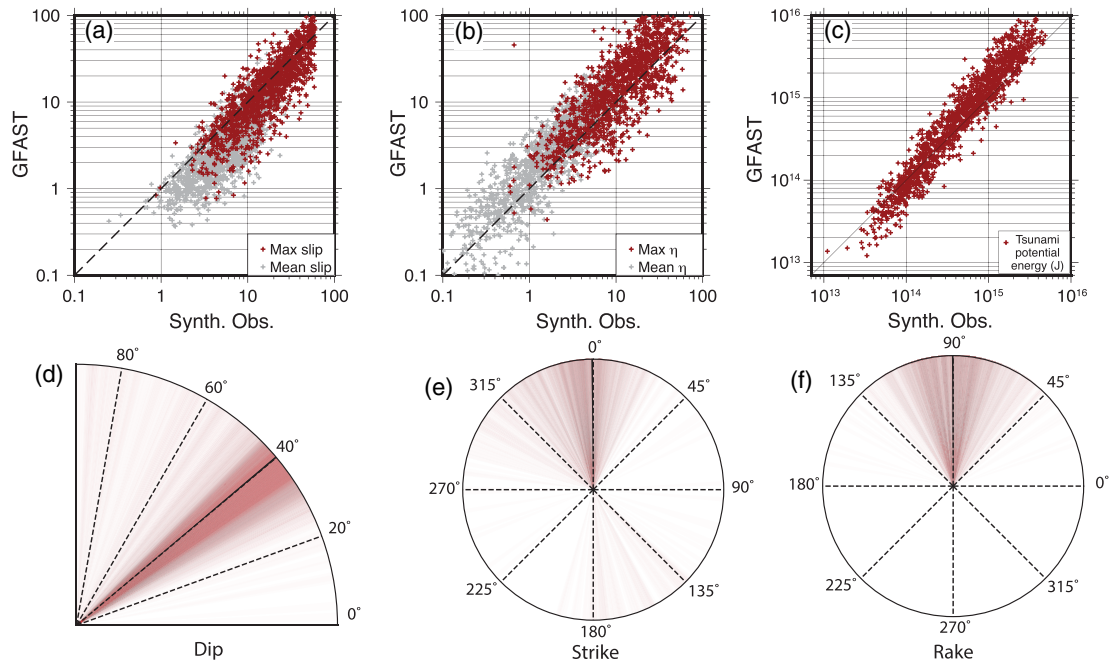 (a)
100
10
1
0.1
GFAST
0.1 1 10 100
Synth. Obs.
Max slip
Mean slip
(b)
100
10
1
0.1
GFAST
0.1 1 10 100
Synth. Obs.
Max η
Mean η
(c)
10¹⁶
10¹⁵
10¹⁴
10¹³
GFAST
10¹³ 10¹⁴ 10¹⁵ 10¹⁶
Synth. Obs.
Tsunami
potential
energy (J)
(d)
80°
60°
40°
20°
0°
Dip
(e)
0°
45°
90°
135°
180°
225°
270°
315°
Strike
(f)
90°
45°
0°
315°
270°
225°
180°
135°
Rake